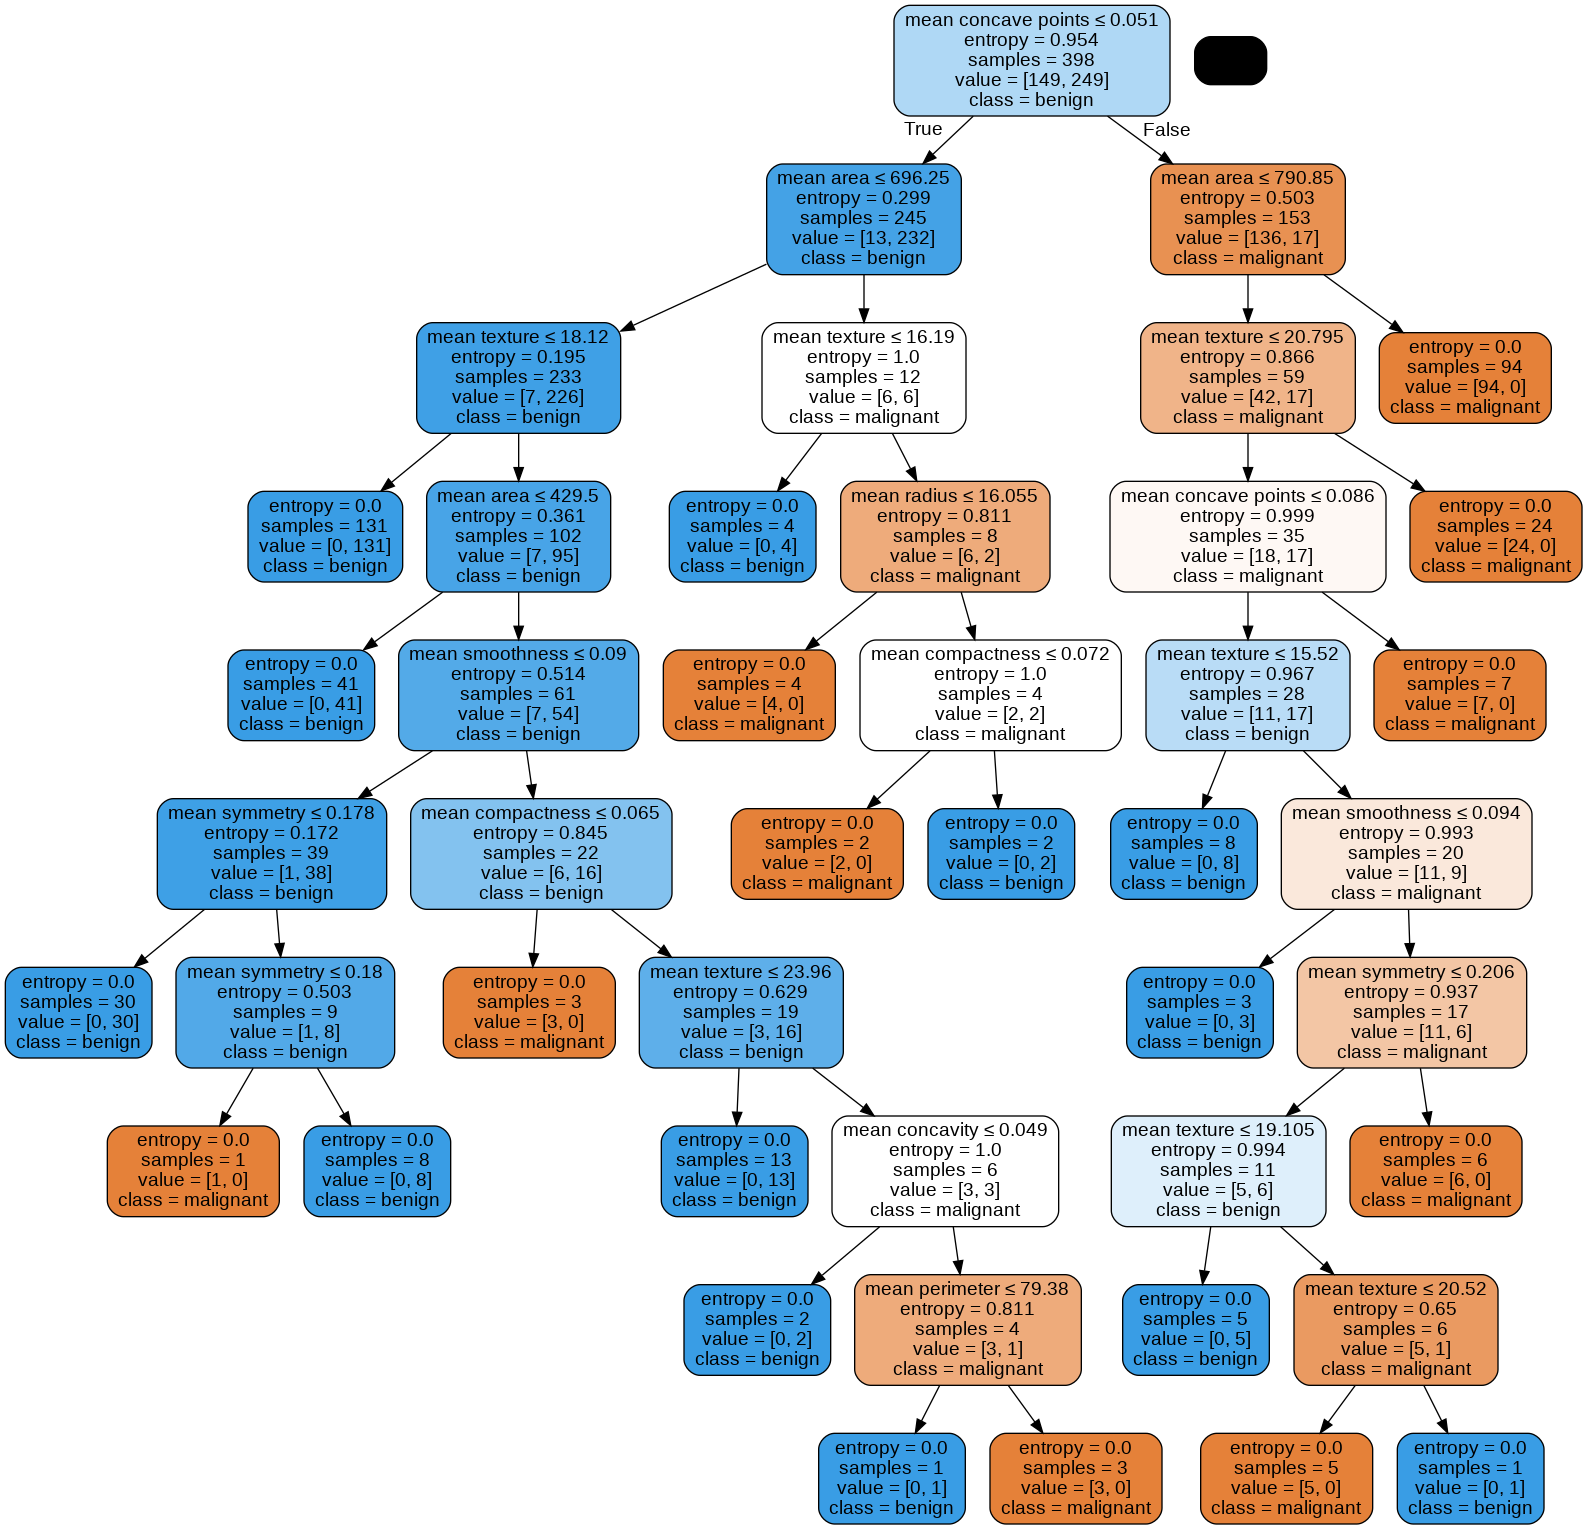 mean concave points ≤ 0.051
entropy = 0.954
samples = 398
value = [149, 249]
class = benign
True
False
mean area ≤ 696.25
entropy = 0.299
samples = 245
value = [13, 232]
class = benign
mean area ≤ 790.85
entropy = 0.503
samples = 153
value = [136, 17]
class = malignant
mean texture ≤ 18.12
entropy = 0.195
samples = 233
value = [7, 226]
class = benign
mean texture ≤ 16.19
entropy = 1.0
samples = 12
value = [6, 6]
class = malignant
mean texture ≤ 20.795
entropy = 0.866
samples = 59
value = [42, 17]
class = malignant
entropy = 0.0
samples = 94
value = [94, 0]
class = malignant
entropy = 0.0
samples = 131
value = [0, 131]
class = benign
mean area ≤ 429.5
entropy = 0.361
samples = 102
value = [7, 95]
class = benign
entropy = 0.0
samples = 4
value = [0, 4]
class = benign
mean radius ≤ 16.055
entropy = 0.811
samples = 8
value = [6, 2]
class = malignant
mean concave points ≤ 0.086
entropy = 0.999
samples = 35
value = [18, 17]
class = malignant
entropy = 0.0
samples = 24
value = [24, 0]
class = malignant
entropy = 0.0
samples = 41
value = [0, 41]
class = benign
mean smoothness ≤ 0.09
entropy = 0.514
samples = 61
value = [7, 54]
class = benign
entropy = 0.0
samples = 4
value = [4, 0]
class = malignant
mean compactness ≤ 0.072
entropy = 1.0
samples = 4
value = [2, 2]
class = malignant
mean texture ≤ 15.52
entropy = 0.967
samples = 28
value = [11, 17]
class = benign
entropy = 0.0
samples = 7
value = [7, 0]
class = malignant
mean symmetry ≤ 0.178
entropy = 0.172
samples = 39
value = [1, 38]
class = benign
mean compactness ≤ 0.065
entropy = 0.845
samples = 22
value = [6, 16]
class = benign
entropy = 0.0
samples = 2
value = [2, 0]
class = malignant
entropy = 0.0
samples = 2
value = [0, 2]
class = benign
entropy = 0.0
samples = 8
value = [0, 8]
class = benign
mean smoothness ≤ 0.094
entropy = 0.993
samples = 20
value = [11, 9]
class = malignant
entropy = 0.0
samples = 30
value = [0, 30]
class = benign
mean symmetry ≤ 0.18
entropy = 0.503
samples = 9
value = [1, 8]
class = benign
entropy = 0.0
samples = 3
value = [3, 0]
class = malignant
mean texture ≤ 23.96
entropy = 0.629
samples = 19
value = [3, 16]
class = benign
entropy = 0.0
samples = 3
value = [0, 3]
class = benign
mean symmetry ≤ 0.206
entropy = 0.937
samples = 17
value = [11, 6]
class = malignant
entropy = 0.0
samples = 1
value = [1, 0]
class = malignant
entropy = 0.0
samples = 8
value = [0, 8]
class = benign
entropy = 0.0
samples = 13
value = [0, 13]
class = benign
mean concavity ≤ 0.049
entropy = 1.0
samples = 6
value = [3, 3]
class = malignant
mean texture ≤ 19.105
entropy = 0.994
samples = 11
value = [5, 6]
class = benign
entropy = 0.0
samples = 6
value = [6, 0]
class = malignant
entropy = 0.0
samples = 2
value = [0, 2]
class = benign
mean perimeter ≤ 79.38
entropy = 0.811
samples = 4
value = [3, 1]
class = malignant
entropy = 0.0
samples = 5
value = [0, 5]
class = benign
mean texture ≤ 20.52
entropy = 0.65
samples = 6
value = [5, 1]
class = malignant
entropy = 0.0
samples = 1
value = [0, 1]
class = benign
entropy = 0.0
samples = 3
value = [3, 0]
class = malignant
entropy = 0.0
samples = 5
value = [5, 0]
class = malignant
entropy = 0.0
samples = 1
value = [0, 1]
class = benign